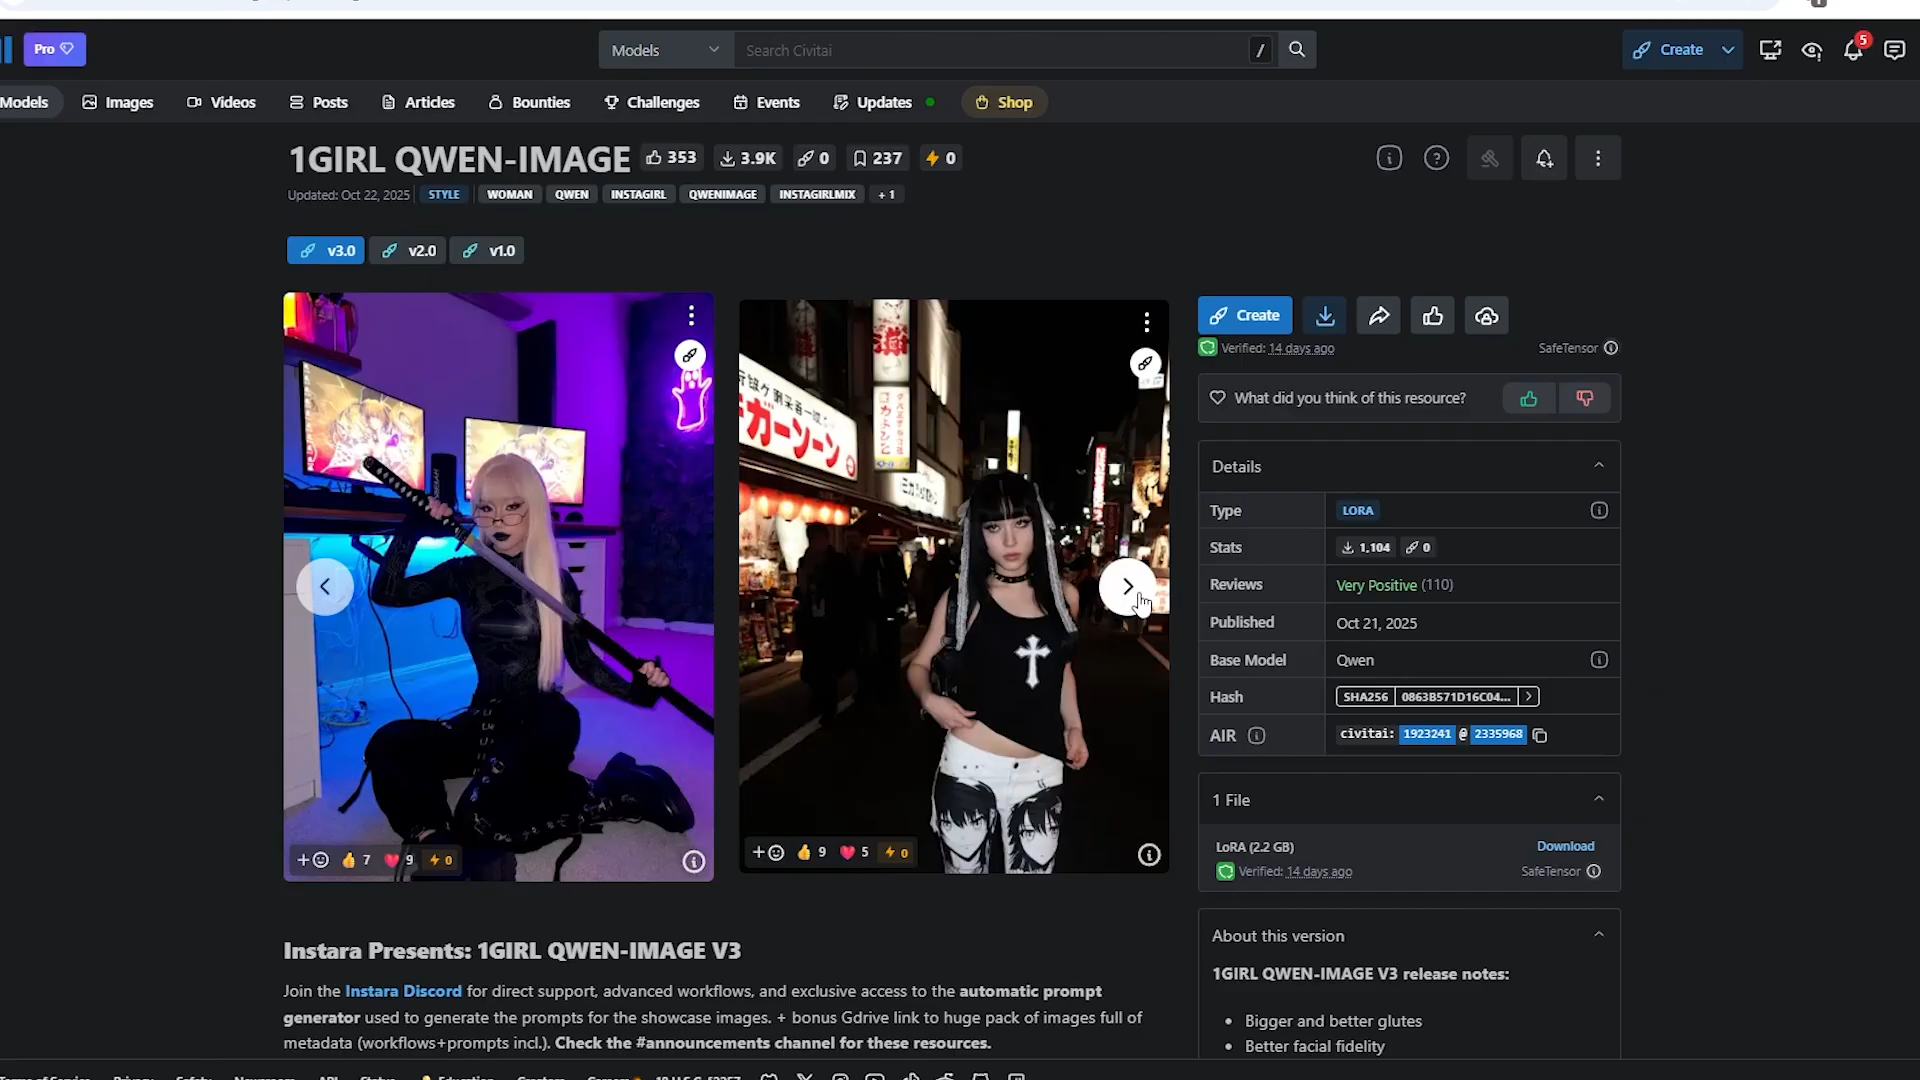 Pro
Models
Search Civitai
/
Create
5
Models
Images
Videos
Posts
Articles
Bounties
Challenges
Events
Updates
Shop
1GIRL QWEN-IMAGE
353
3.9K
0
237
0
Updated: Oct 22, 2025
STYLE
WOMAN
QWEN
INSTAGIRL
QWENIMAGE
INSTAGIRLMIX
+ 1
v3.0
v2.0
v1.0
ガーンーン
7
9
0
9
5
0
Create
Verified: 14 days ago
SafeTensor
What did you think of this resource?
Details
Type
LORA
Stats
1,104
0
Reviews
Very Positive (110)
Published
Oct 21, 2025
Base Model
Qwen
Hash
SHA256
0863B571D16C04...
AIR
civitai: 1923241 @ 2335968
1 File
LoRA (2.2 GB)
Download
Verified: 14 days ago
SafeTensor
About this version
1GIRL QWEN-IMAGE V3 release notes:
• Bigger and better glutes
• Better facial fidelity
Instara Presents: 1GIRL QWEN-IMAGE V3
Join the Instara Discord for direct support, advanced workflows, and exclusive access to the automatic prompt
generator used to generate the prompts for the showcase images. + bonus Gdrive link to huge pack of images full of
metadata (workflows+prompts incl.). Check the #announcements channel for these resources.